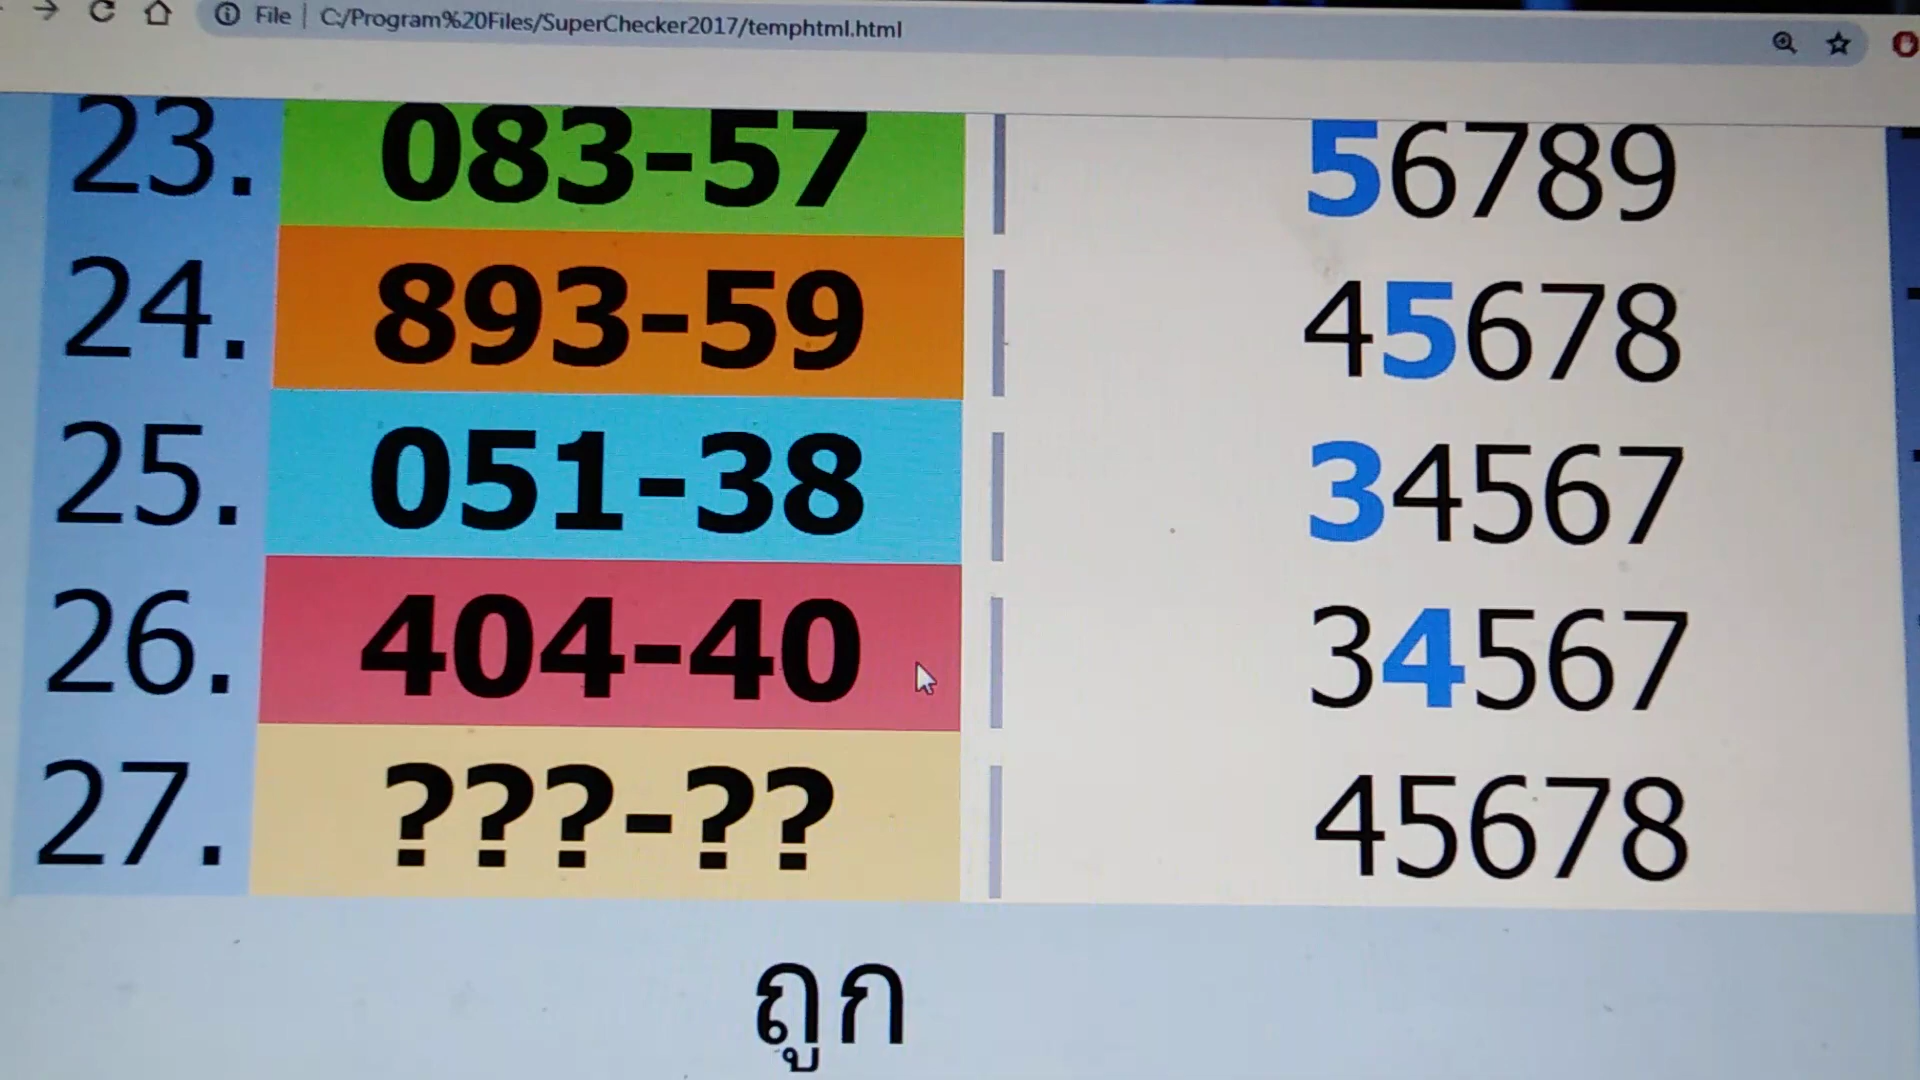 File | C:/Program%20Files/SuperChecker2017/temphtml.html
23. 083-57 56789
24. 893-59 45678
25. 051-38 34567
26. 404-40 34567
27. ???-?? 45678
ถูก